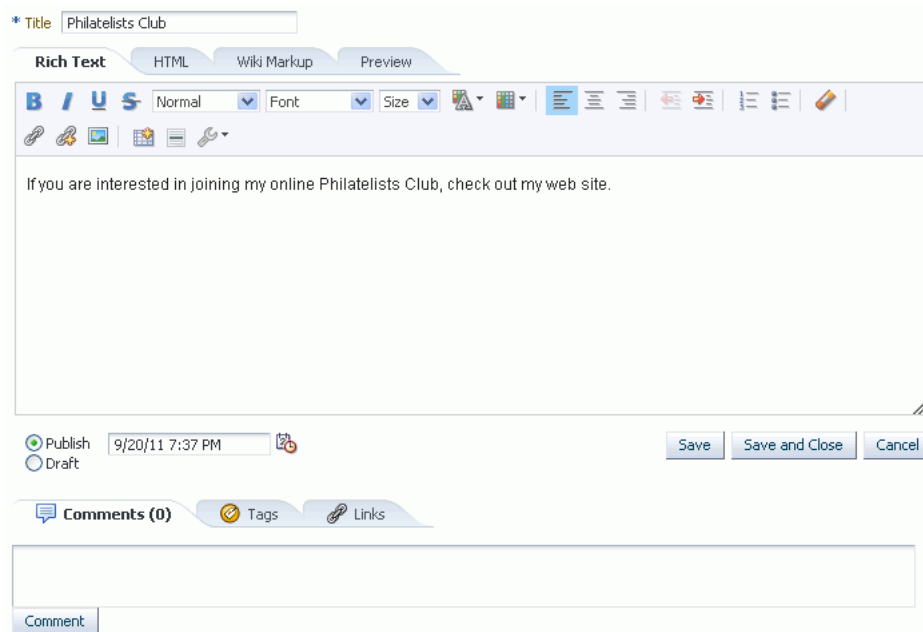 * Title Philatelists Club
Rich Text HTML Wiki Markup Preview
B I U S Normal Font Size
If you are interested in joining my online Philatelists Club, check out my web site.
Publish 9/20/11 7:37 PM Save Save and Close Cancel
Draft
Comments (0) Tags Links
Comment